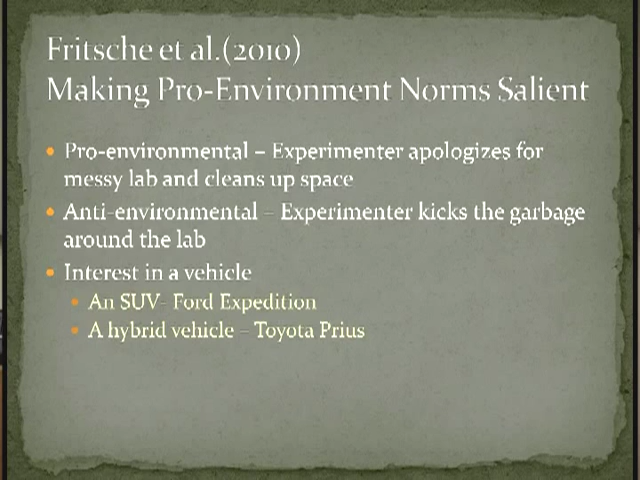 Fritsche et al.(2010)
Making Pro-Environment Norms Salient
Pro-environmental – Experimenter apologizes for
messy lab and cleans up space
Anti-environmental – Experimenter kicks the garbage
around the lab
Interest in a vehicle
An SUV- Ford Expedition
A hybrid vehicle – Toyota Prius